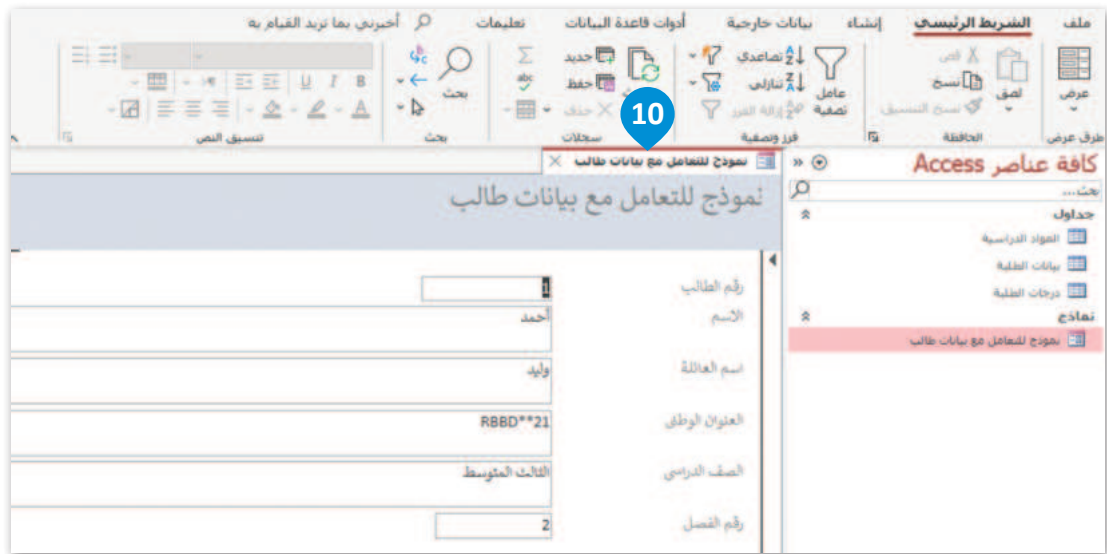 ملف الشريط الرئيسي إنشاء بيانات خارجية أدوات قاعدة البيانات تعليمات أخبرني بما تريد القيام به
عرض
لصق
قص
نسخ
نسخ التنسيق
عامل تصفية
تصاعدي
تنازلي
إزالة الفرز
جديد
حفظ
حذف
بحث
طرق عرض الحافظة فرز وتصفية سجلات بحث تنسيق النص
10
كافة عناصر Access
بحث...
جداول
المواد الدراسية
بيانات الطلبة
درجات الطلبة
نماذج
نموذج للتعامل مع بيانات طالب
نموذج للتعامل مع بيانات طالب
نموذج للتعامل مع بيانات طالب
رقم الطالب 1
الاسم أحمد
اسم العائلة وليد
العنوان الوطني RBBD**21
الصف الدراسي الثالث المتوسط
رقم الفصل 2